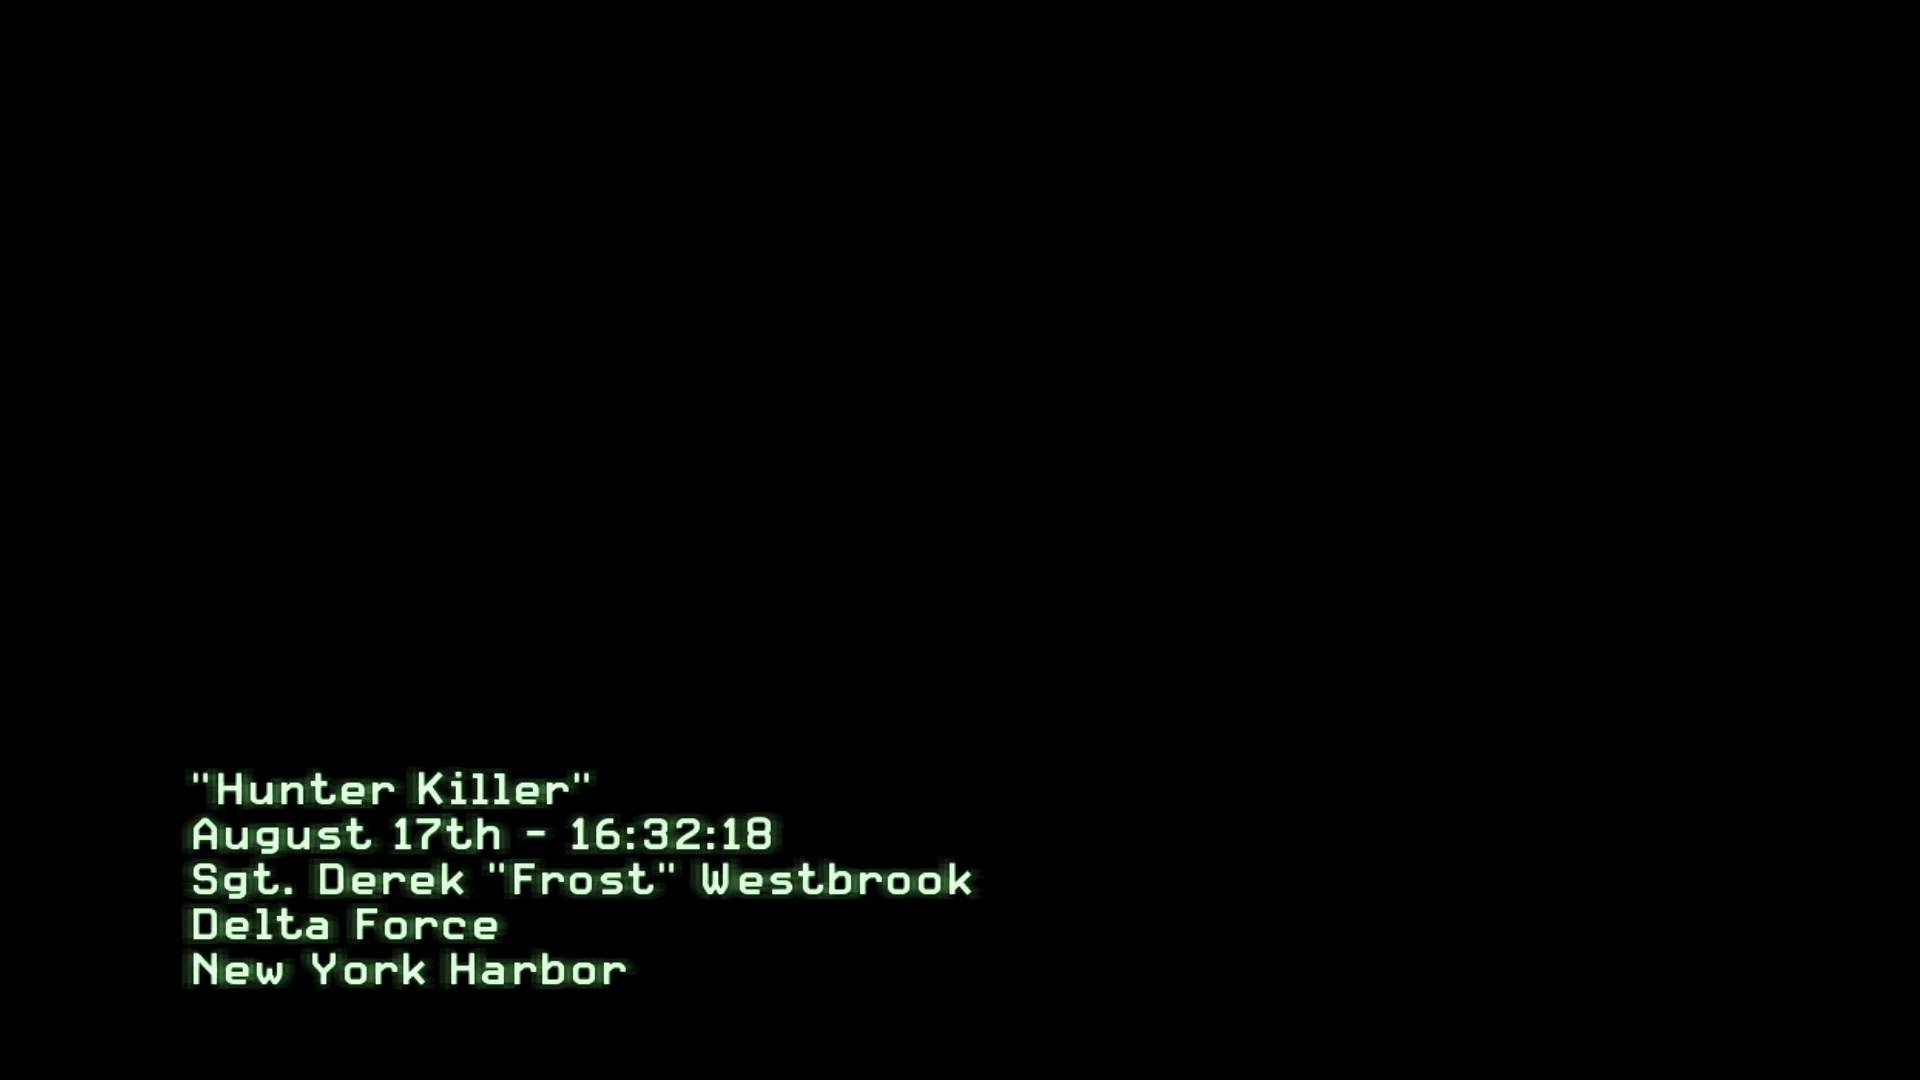 "Hunter Killer"
August 17th - 16:32:18
Sgt. Derek "Frost" Westbrook
Delta Force
New York Harbor